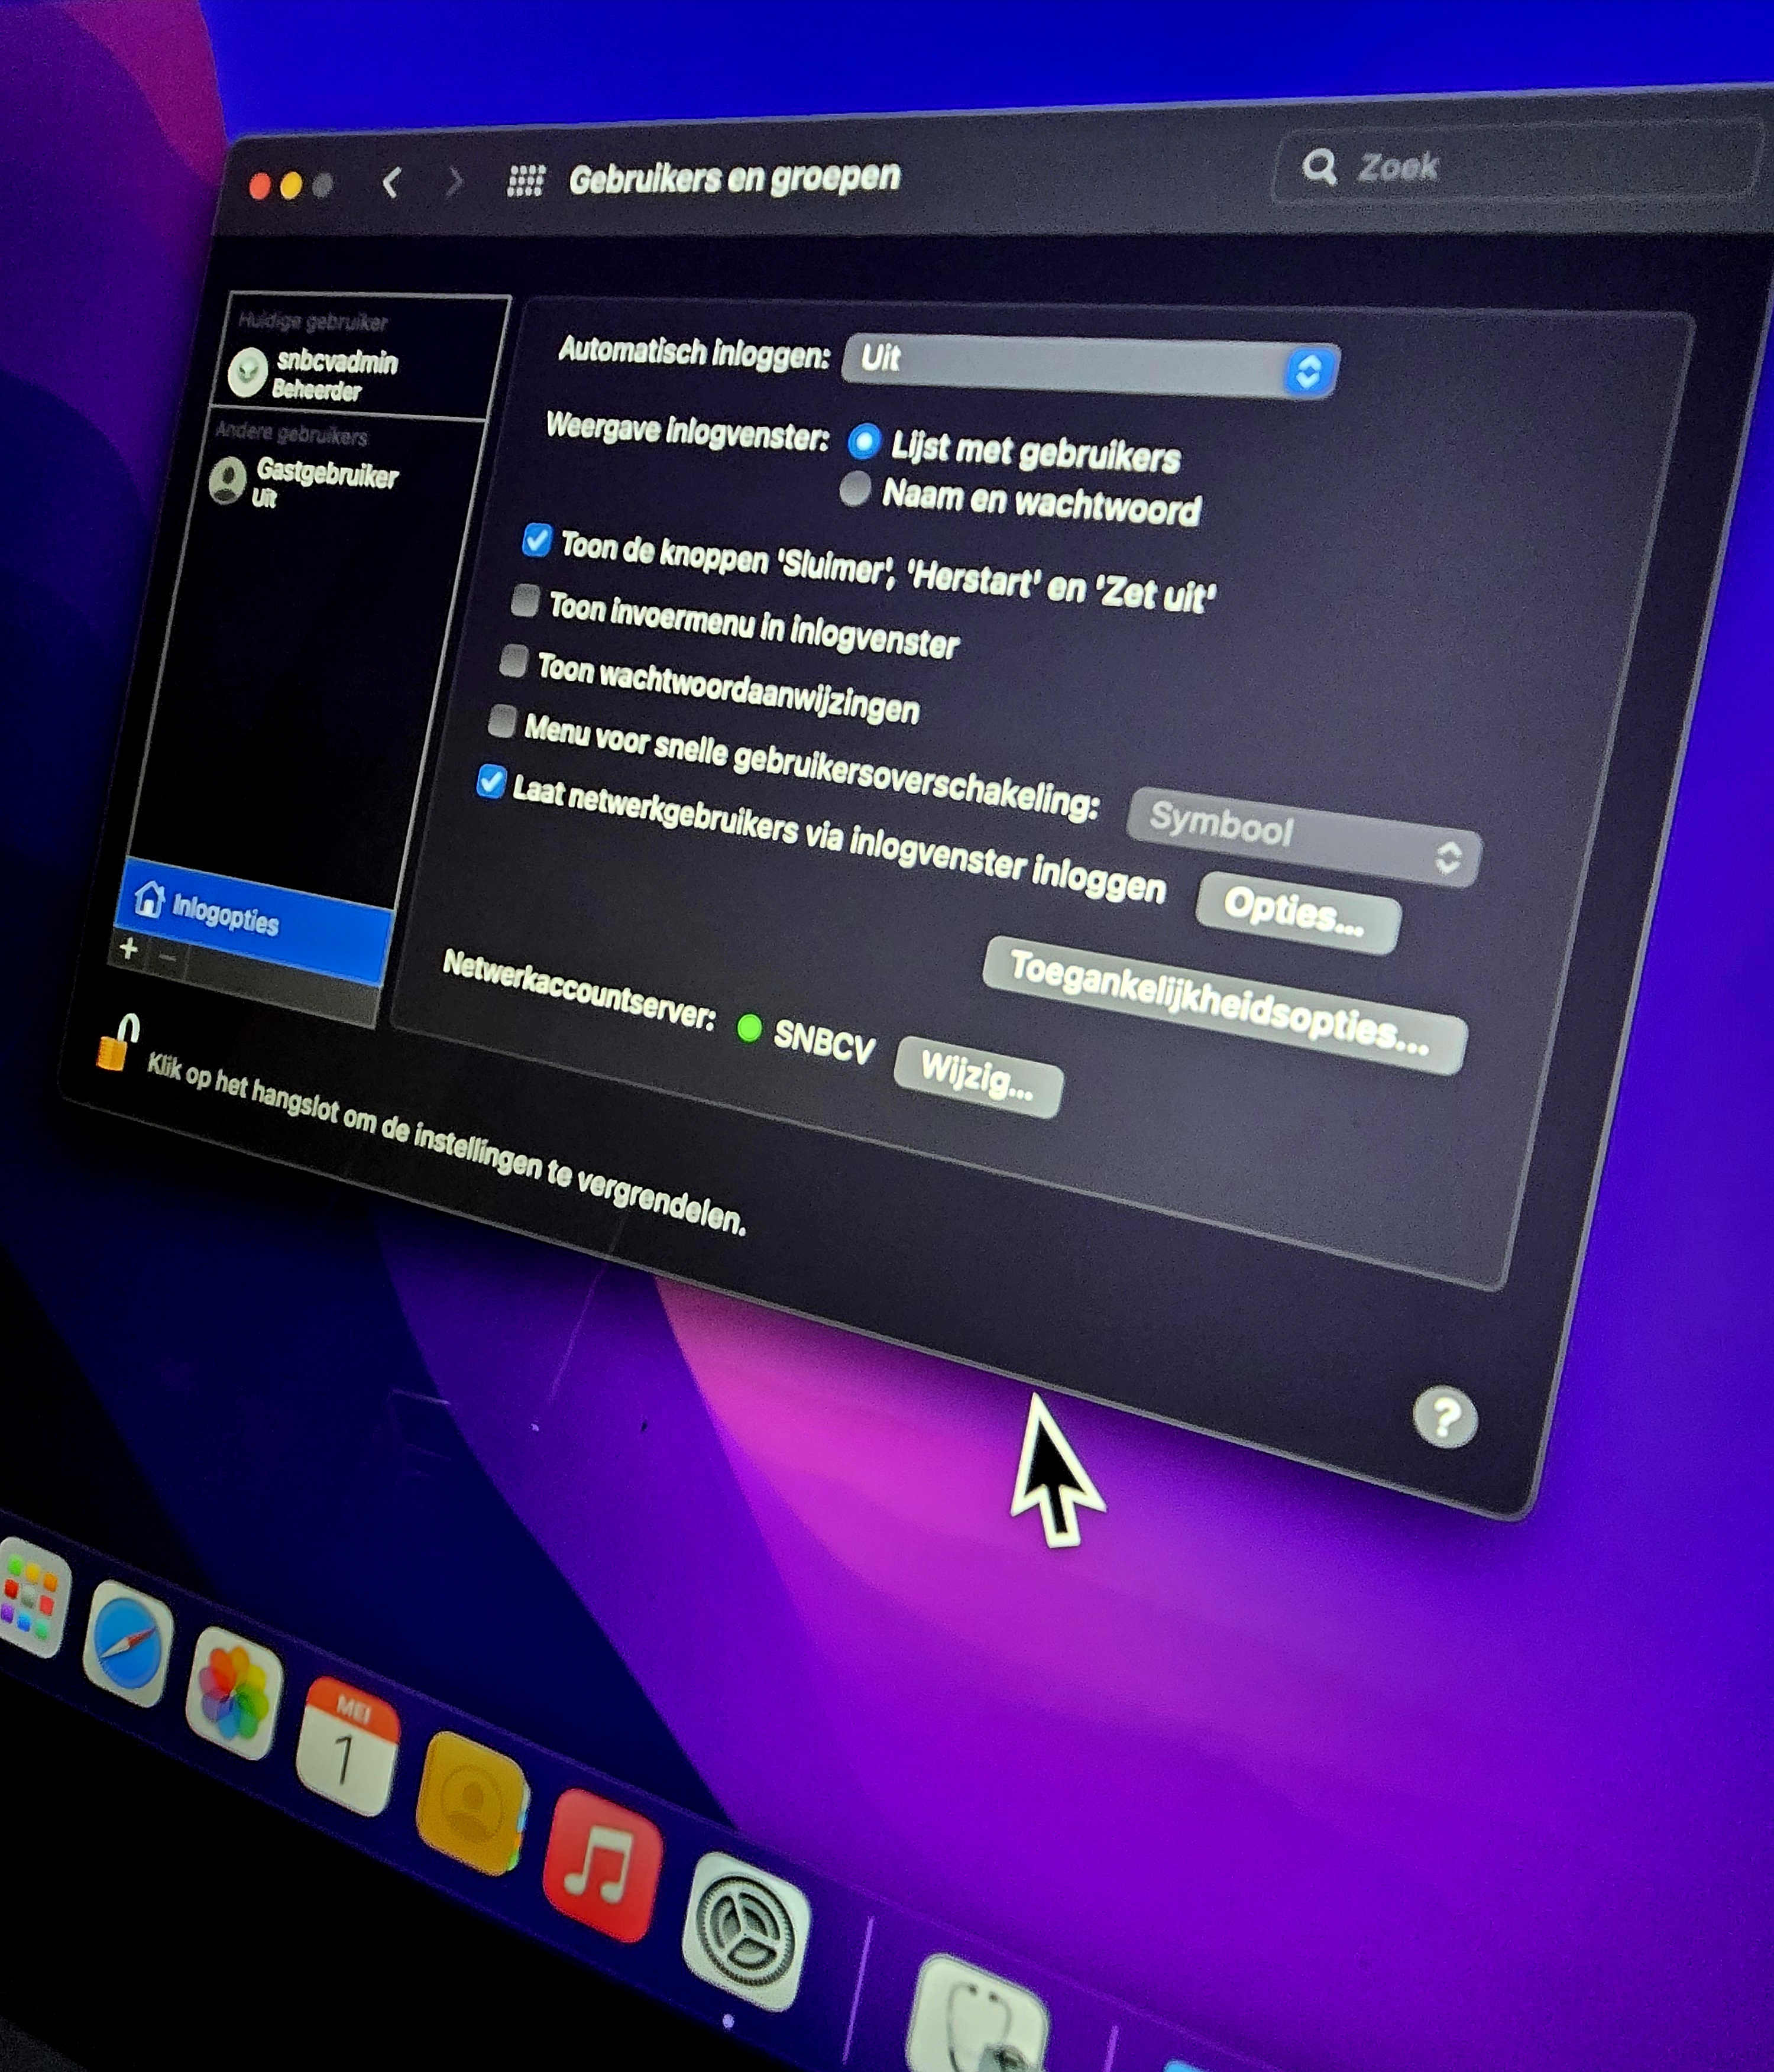 Gebruikers en groepen
Zoek
Huidige gebruiker
snbcvadmin
Beheerder
Andere gebruikers
Gastgebruiker
Uit
Inlogopties
+ −
Automatisch inloggen: Uit
Weergave inlogvenster: Lijst met gebruikers
Naam en wachtwoord
Toon de knoppen 'Sluimer', 'Herstart' en 'Zet uit'
Toon invoermenu in inlogvenster
Toon wachtwoordaanwijzingen
Menu voor snelle gebruikersoverschakeling: Symbool
Laat netwerkgebruikers via inlogvenster inloggen Opties...
Toegankelijkheidsopties...
Netwerkaccountserver: SNBCV Wijzig...
Klik op het hangslot om de instellingen te vergrendelen.
?
MEI
1